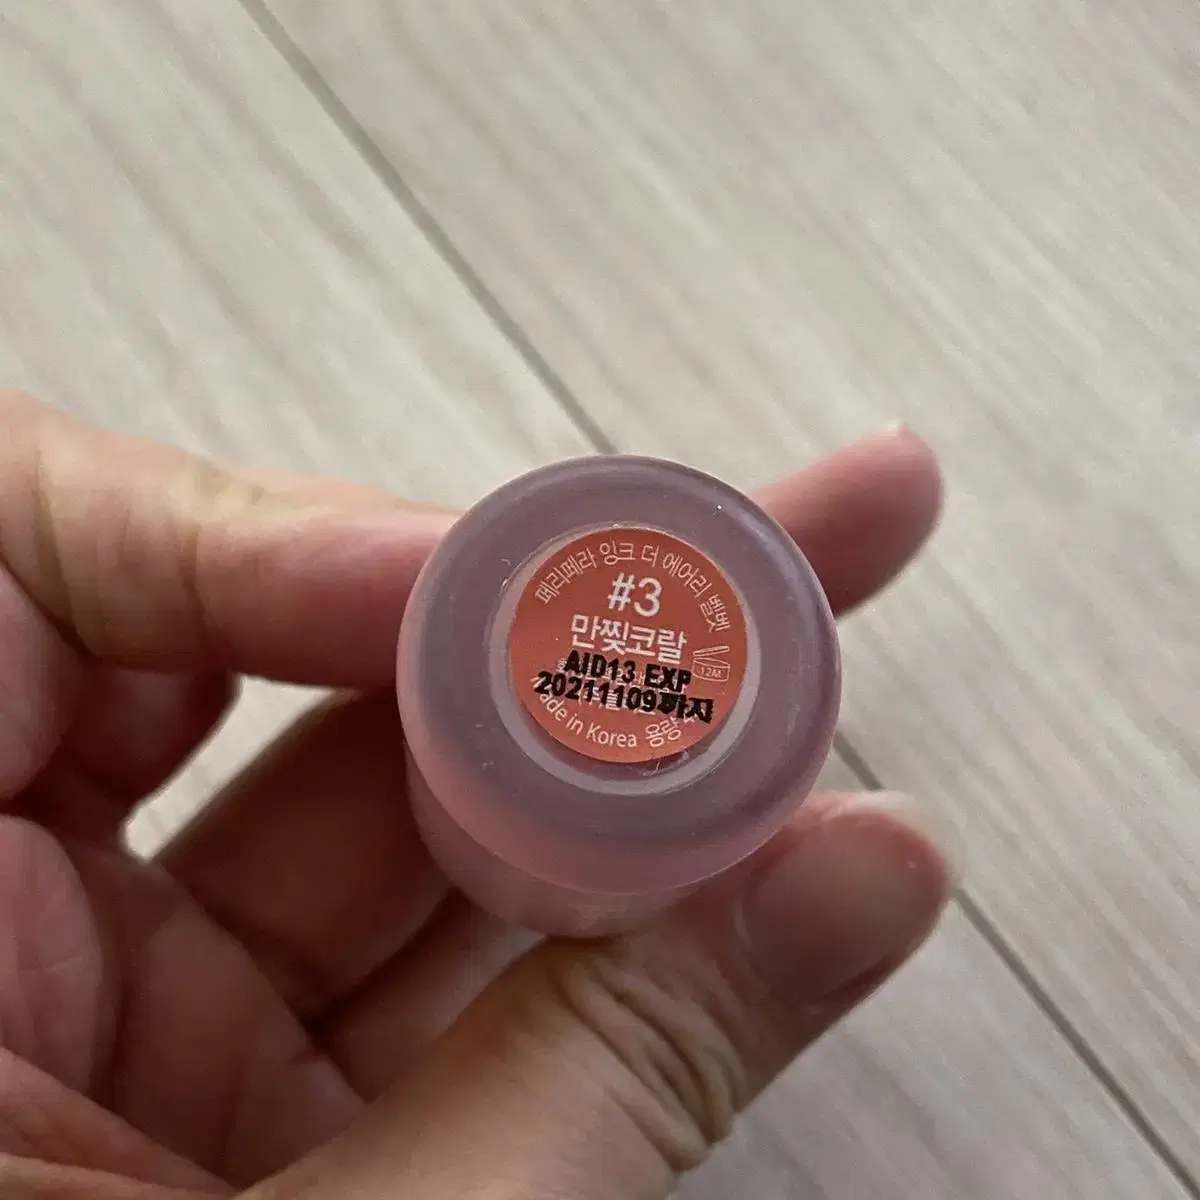 페리페라 잉크 더 에어리 벨벳
#3
만찢코랄
12M
AID13 EXP
20211109까지
Made in Korea 용량